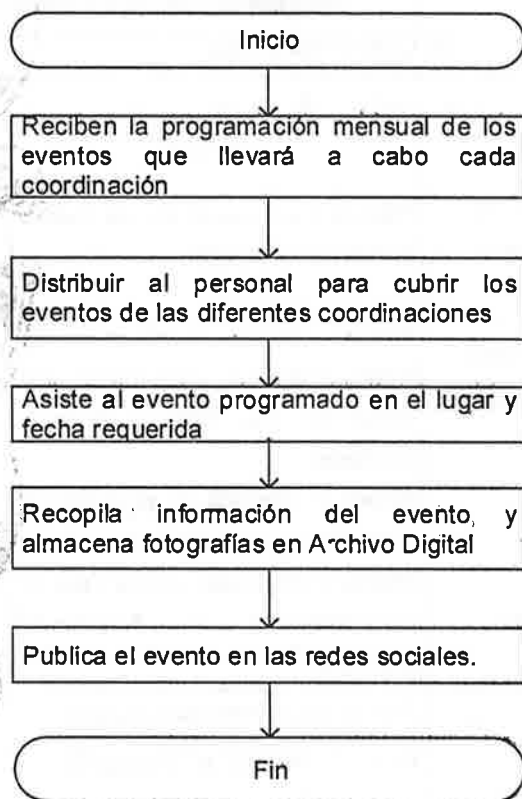 Inicio
Reciben la programación mensual de los
eventos que llevará a cabo cada
coordinación
Distribuir al personal para cubrir los
eventos de las diferentes coordinaciones
Asiste al evento programado en el lugar y
fecha requerida
Recopila información del evento, y
almacena fotografías en Archivo Digital
Publica el evento en las redes sociales.
Fin